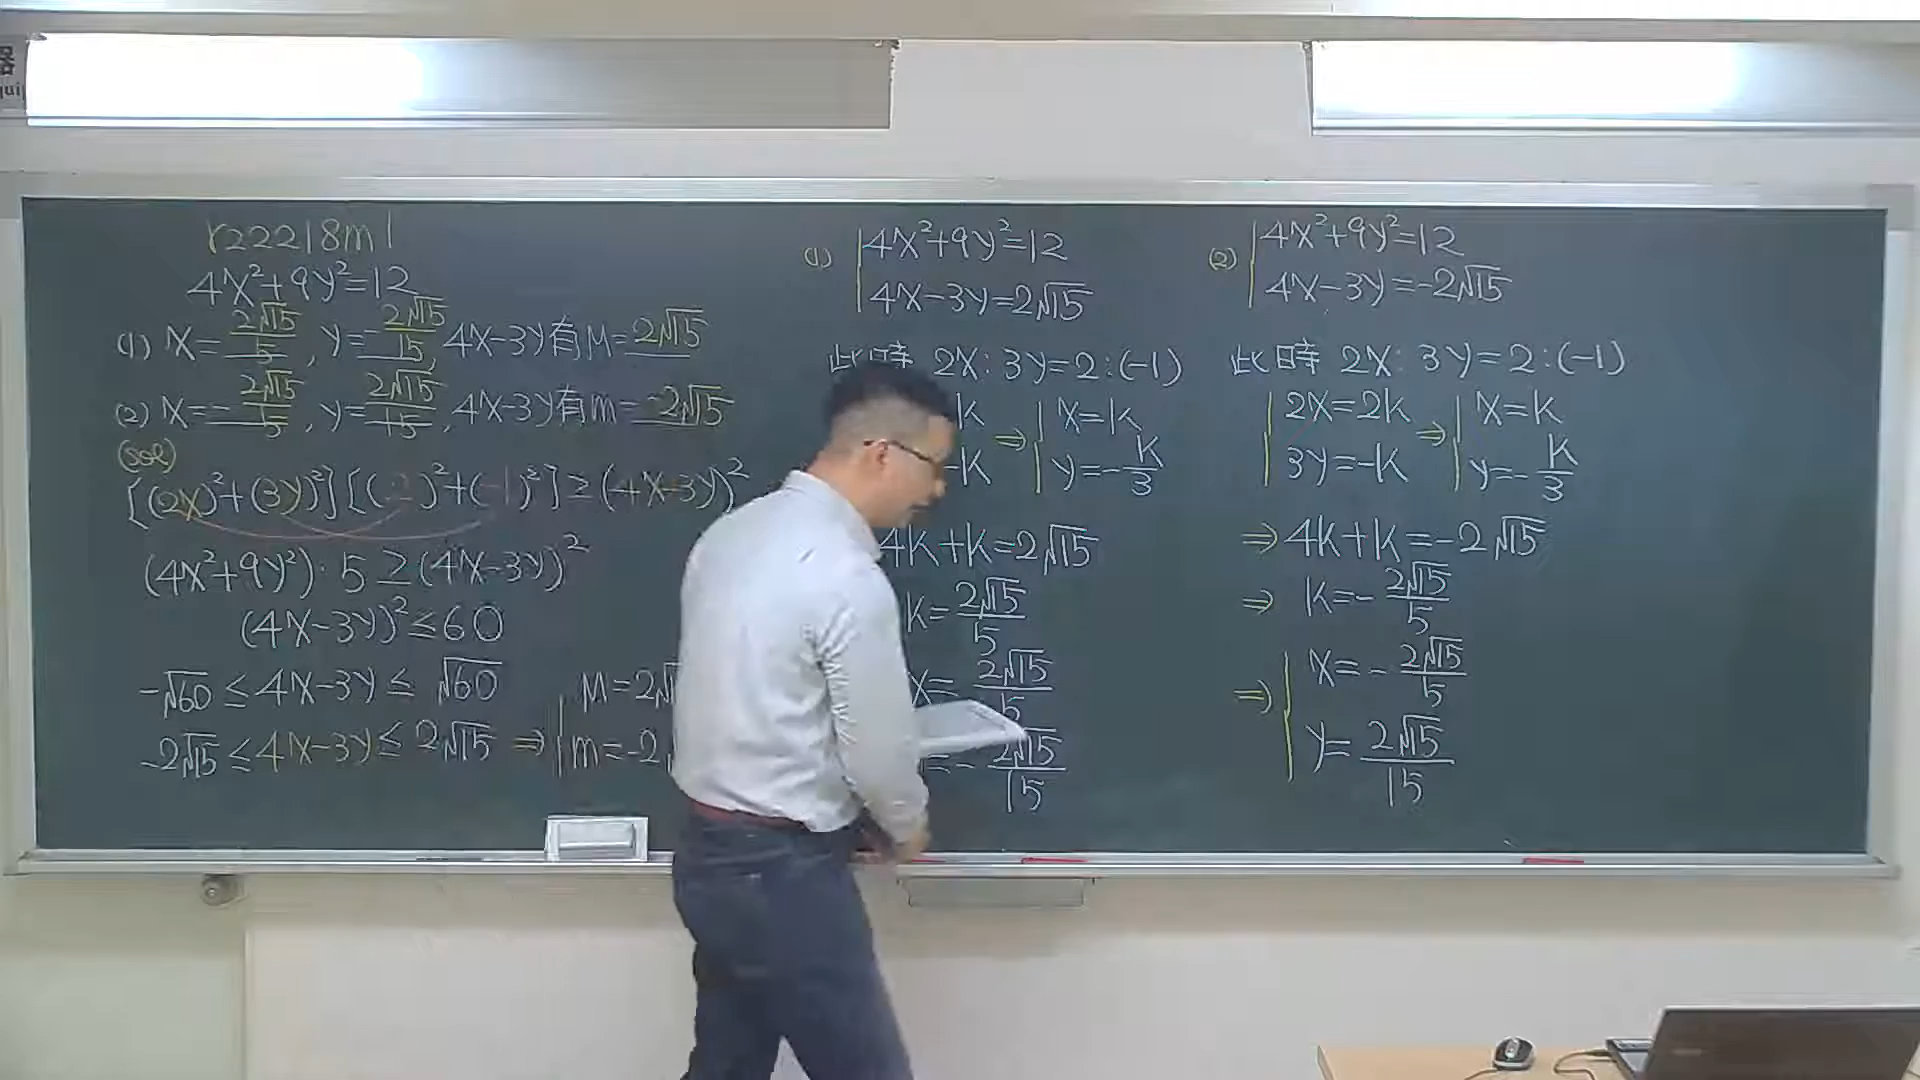 r22218m1
4x²+9y²=12
(1) x=2√15/5, y=-2√15/15, 4x-3y有M=2√15
(2) x=-2√15/5, y=2√15/15, 4x-3y有m=-2√15
(sol)
[(2x)²+(3y)²][(2)²+(-1)²]≥(4x-3y)²
(4x²+9y²)·5≥(4x-3y)²
(4x-3y)²≤60
-√60≤4x-3y≤√60
-2√15≤4x-3y≤2√15 ⇒
M=2√
m=-2√
(1) 4x²+9y²=12
4x-3y=2√15
此時 2x:3y=2:(-1)
k ⇒ x=k
-k y=-k/3
4k+k=2√15
k=2√15/5
x=2√15/5
=-2√15/15
(2) 4x²+9y²=12
4x-3y=-2√15
此時 2x:3y=2:(-1)
2x=2k ⇒ x=k
3y=-k y=-k/3
⇒4k+k=-2√15
⇒ k=-2√15/5
⇒ x=-2√15/5
y=2√15/15